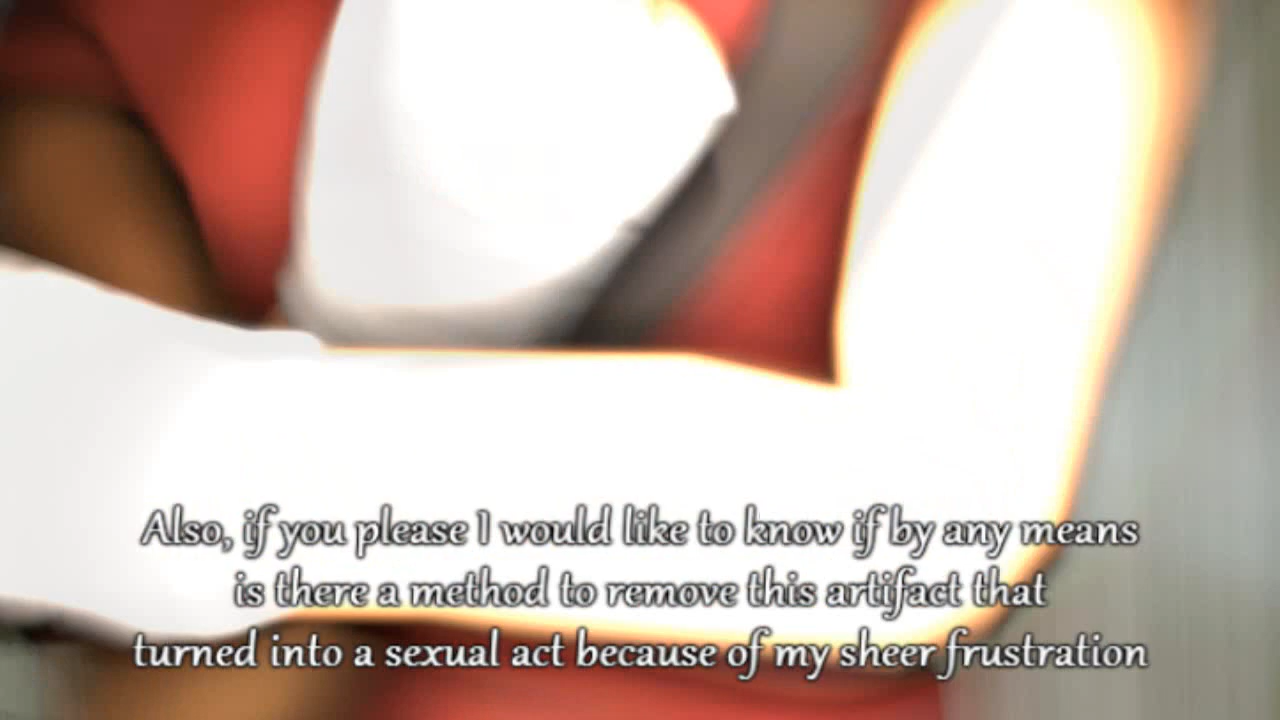 Also, if you please I would like to know if by any means
is there a method to remove this artifact that
turned into a sexual act because of my sheer frustration